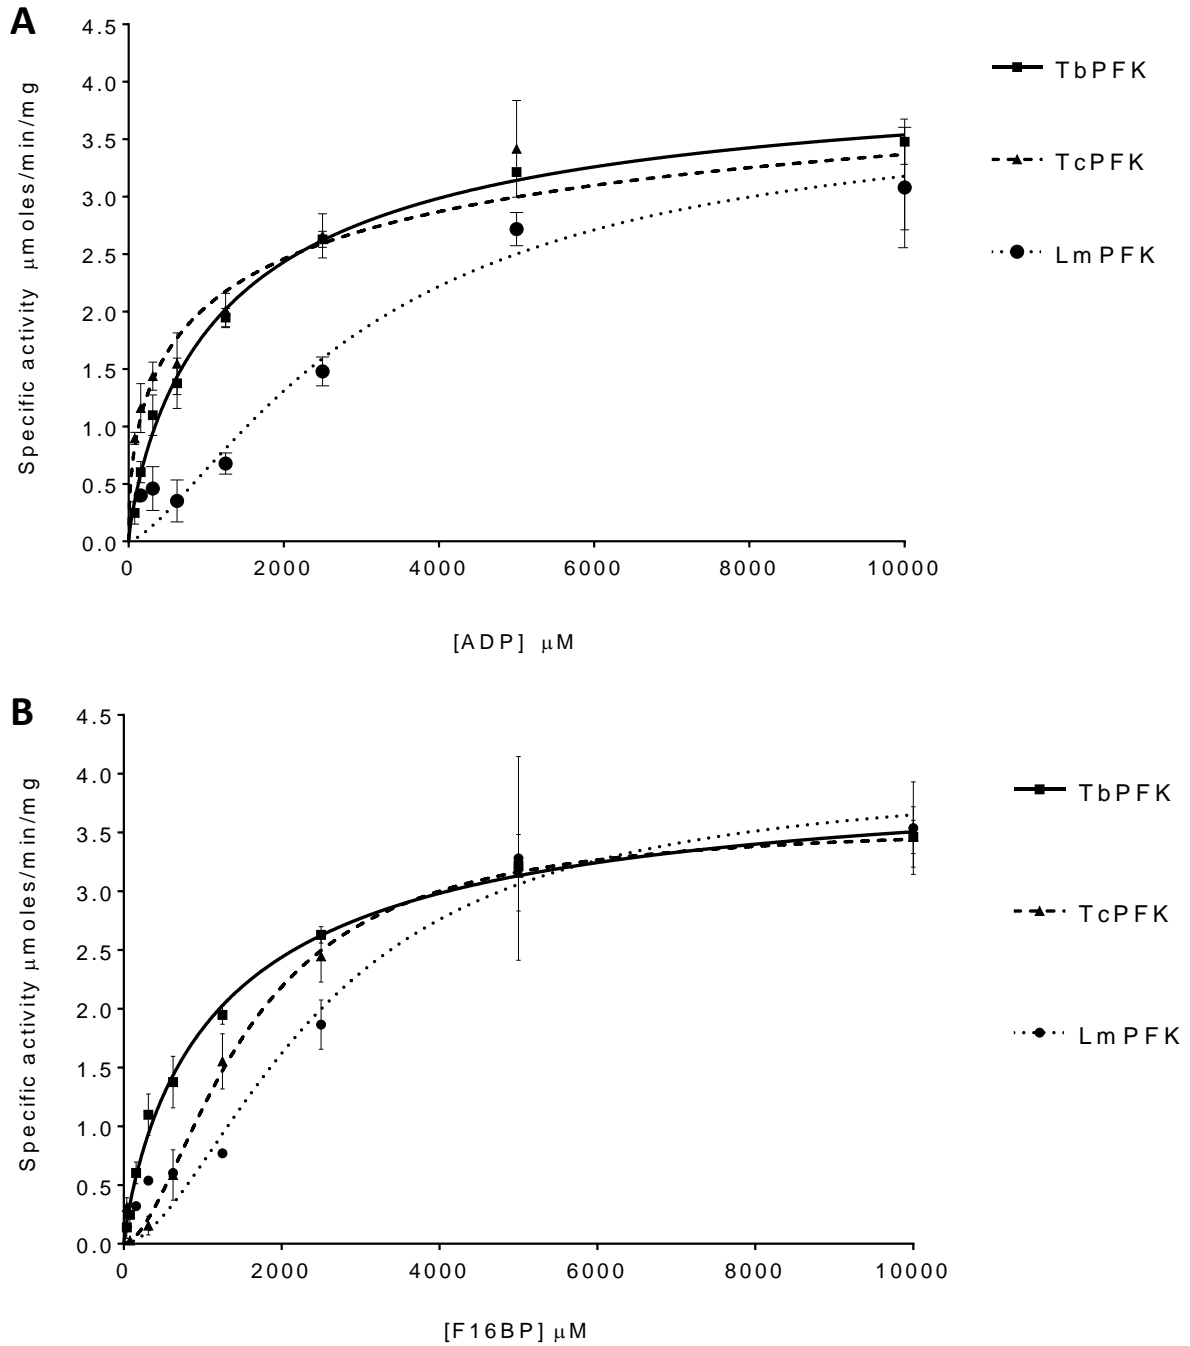 A
4.5
4.0
3.5
3.0
2.5
2.0
1.5
1.0
0.5
0.0
Specific activity μmoles/min/mg
0 2000 4000 6000 8000 10000
[ADP] μM
TbPFK
TcPFK
LmPFK
B
4.5
4.0
3.5
3.0
2.5
2.0
1.5
1.0
0.5
0.0
Specific activity μmoles/min/mg
0 2000 4000 6000 8000 10000
[F16BP] μM
TbPFK
TcPFK
LmPFK